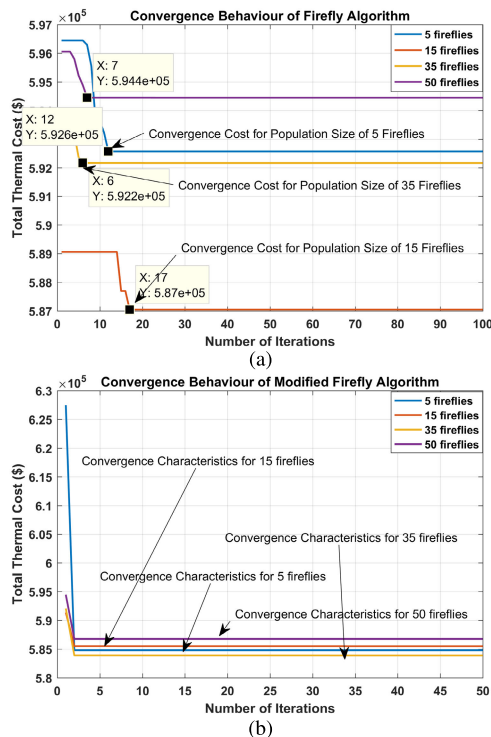 Convergence Behaviour of Firefly Algorithm
×10⁵
5.97
5.96
5.95
5.94
5.93
5.92
5.91
5.9
5.89
5.88
5.87
Total Thermal Cost ($)
5 fireflies
15 fireflies
35 fireflies
50 fireflies
X: 7
Y: 5.944e+05
X: 12
Y: 5.926e+05
Convergence Cost for Population Size of 5 Fireflies
X: 6
Y: 5.922e+05
Convergence Cost for Population Size of 35 Fireflies
Convergence Cost for Population Size of 15 Fireflies
X: 17
Y: 5.87e+05
0 10 20 30 40 50 60 70 80 90 100
Number of Iterations
(a)
Convergence Behaviour of Modified Firefly Algorithm
×10⁵
6.3
6.25
6.2
6.15
6.1
6.05
6
5.95
5.9
5.85
5.8
Total Thermal Cost ($)
5 fireflies
15 fireflies
35 fireflies
50 fireflies
Convergence Characteristics for 15 fireflies
Convergence Characteristics for 35 fireflies
Convergence Characteristics for 5 fireflies
Convergence Characteristics for 50 fireflies
0 5 10 15 20 25 30 35 40 45 50
Number of Iterations
(b)